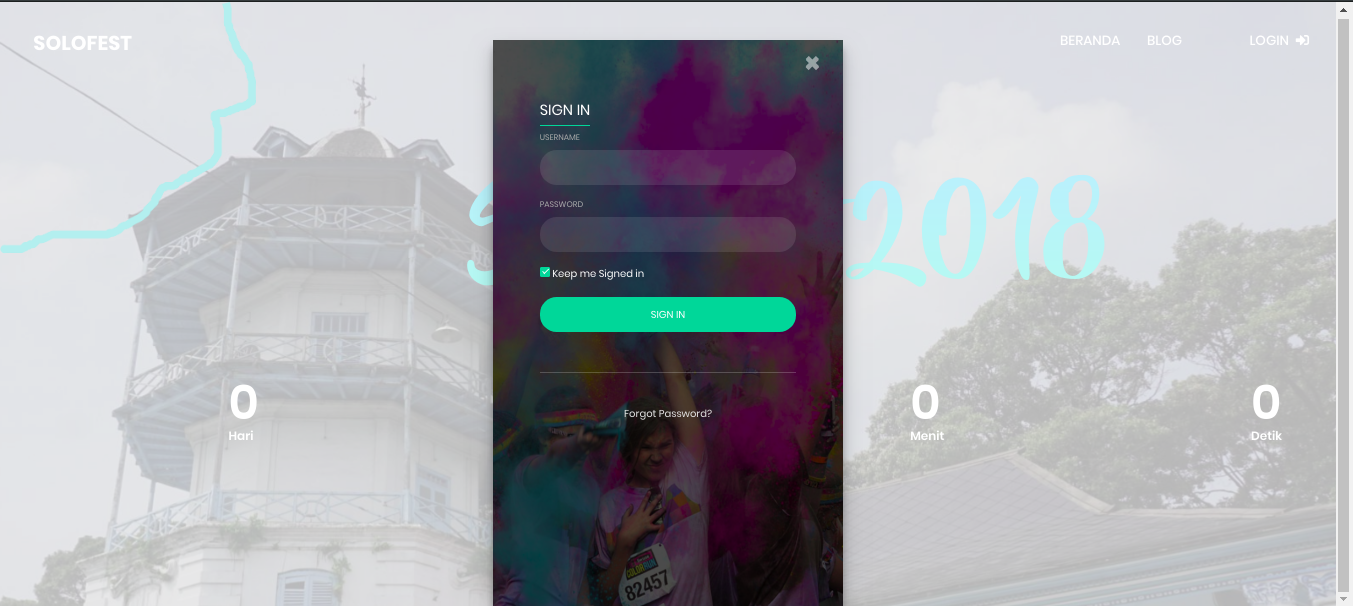 SOLOFEST
BERANDA BLOG LOGIN
SIGN IN
USERNAME
PASSWORD
Keep me Signed in
SIGN IN
Forgot Password?
2018
0 0 0
Hari Menit Detik
82457